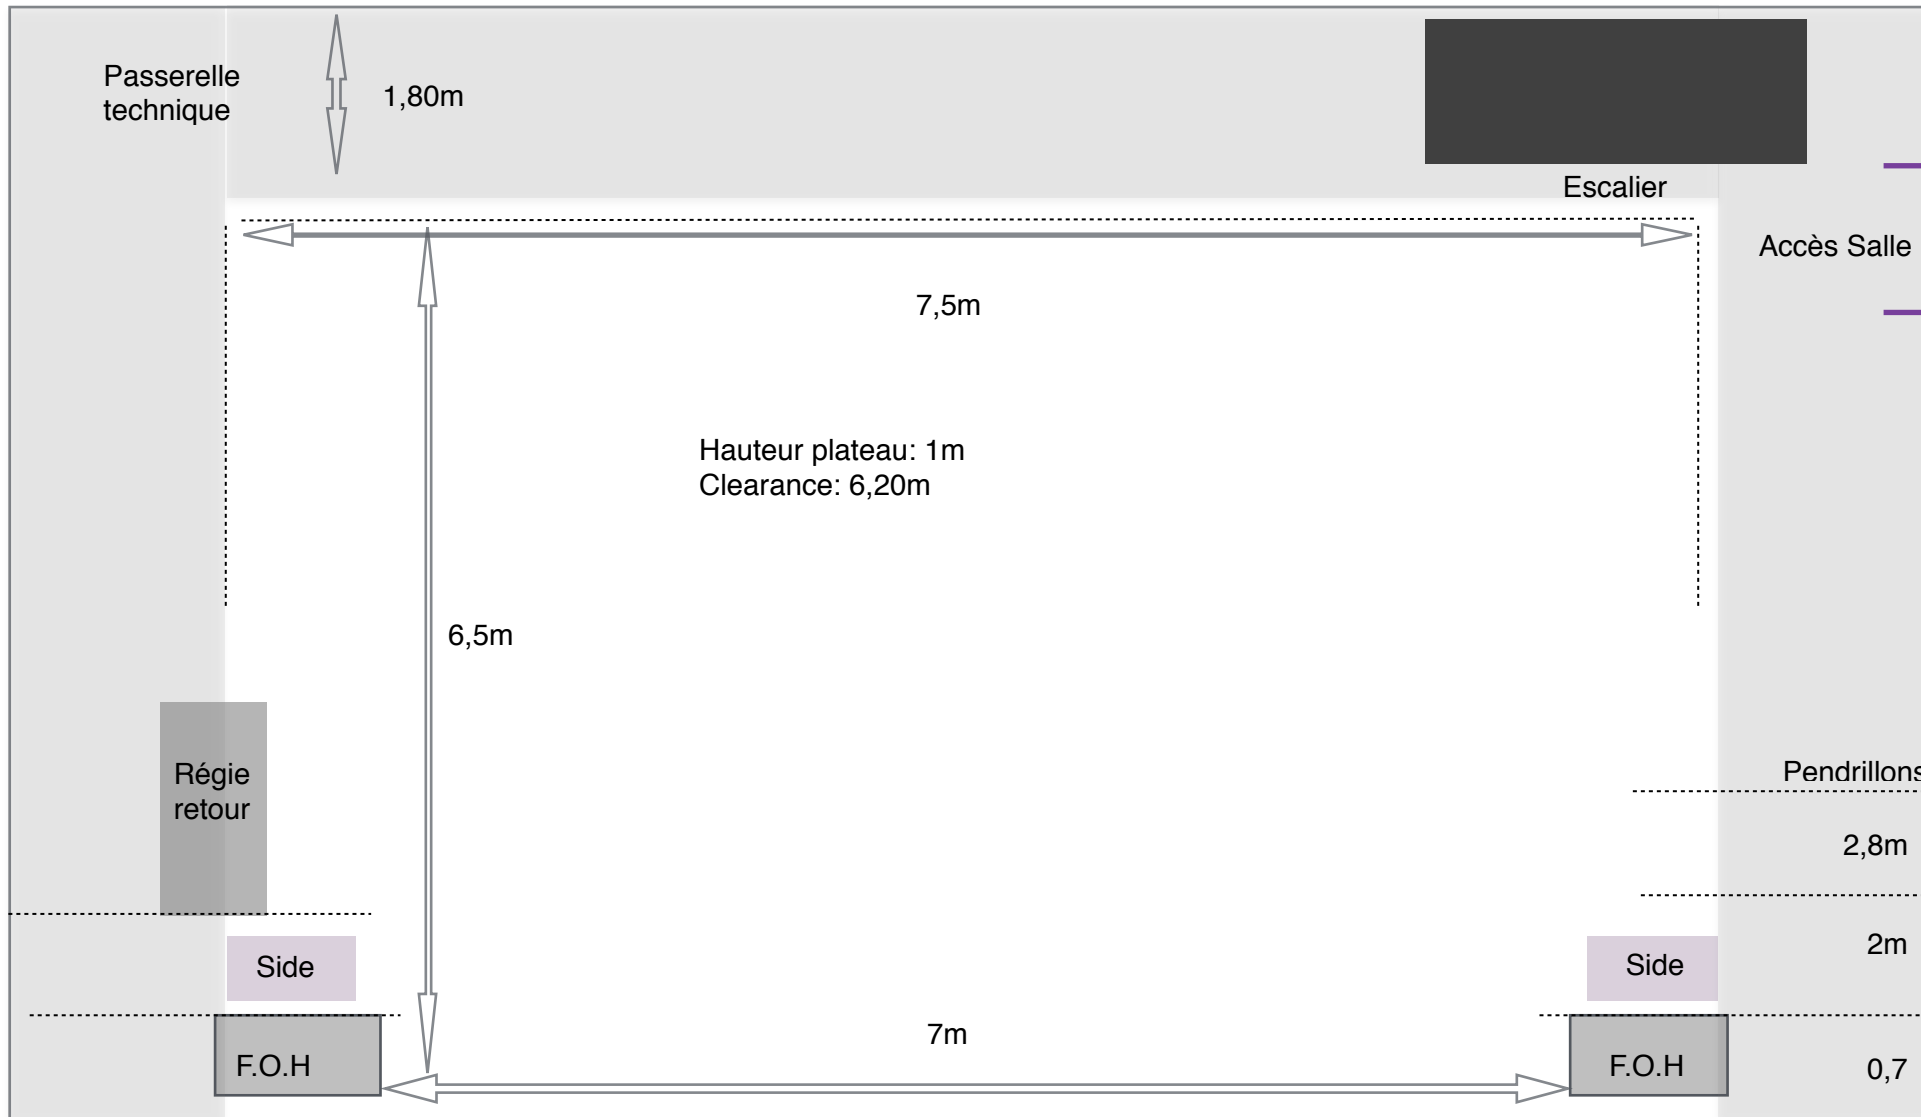 Passerelle
technique
1,80m
Escalier
Accès Salle
7,5m
Hauteur plateau: 1m
Clearance: 6,20m
6,5m
Régie
retour
Pendrillons
2,8m
2m
Side
Side
7m
F.O.H
F.O.H
0,7